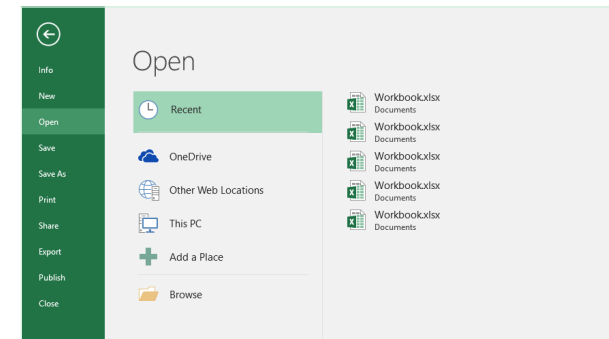 Info
New
Open
Save
Save As
Print
Share
Export
Publish
Close
Open
Recent
OneDrive
Other Web Locations
This PC
Add a Place
Browse
Workbook.xlsx
Documents
Workbook.xlsx
Documents
Workbook.xlsx
Documents
Workbook.xlsx
Documents
Workbook.xlsx
Documents